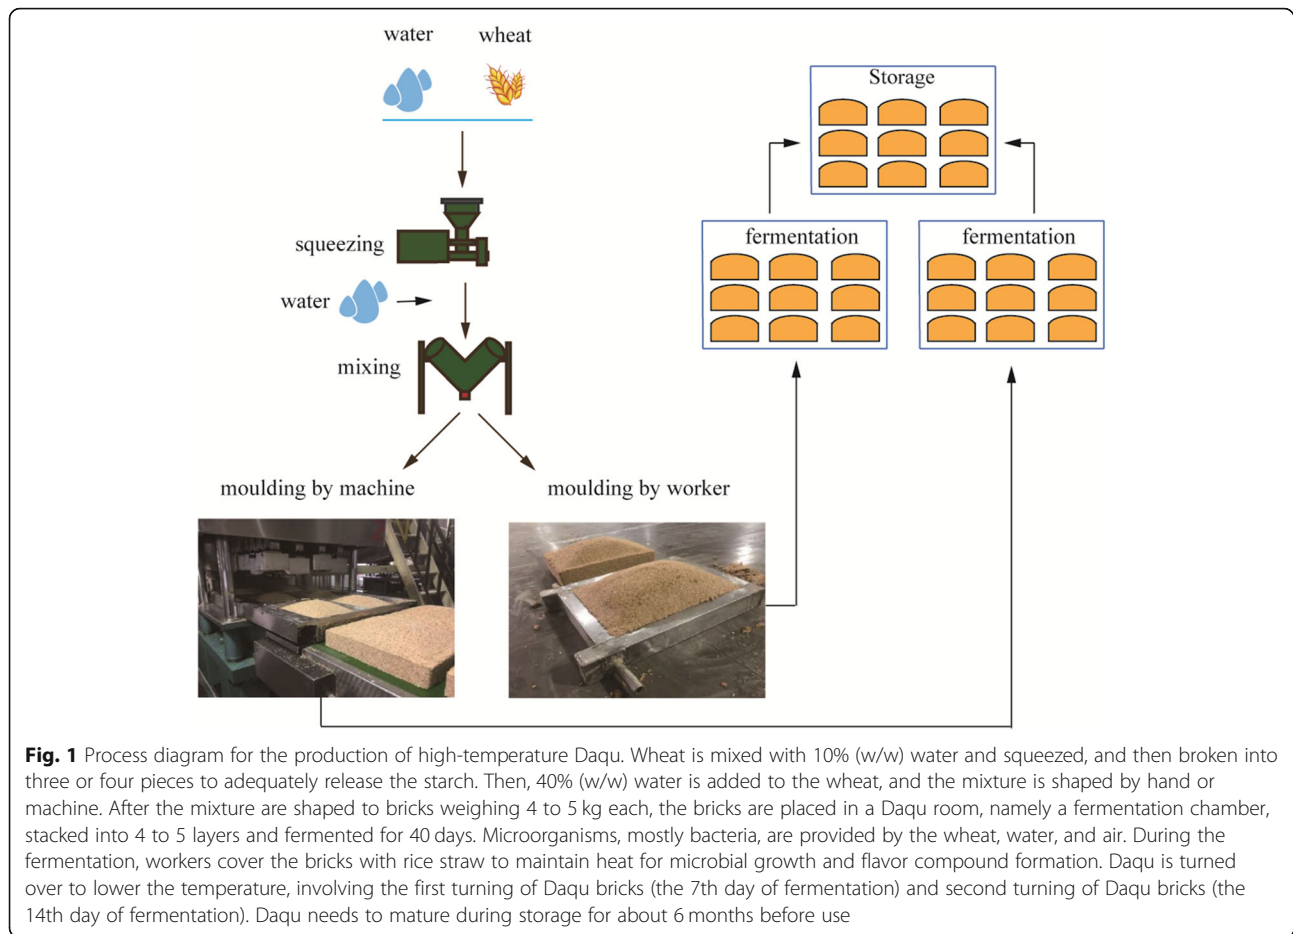 water
wheat
squeezing
water
mixing
moulding by machine
moulding by worker
Storage
fermentation
fermentation
Fig. 1 Process diagram for the production of high-temperature Daqu. Wheat is mixed with 10% (w/w) water and squeezed, and then broken into
three or four pieces to adequately release the starch. Then, 40% (w/w) water is added to the wheat, and the mixture is shaped by hand or
machine. After the mixture are shaped to bricks weighing 4 to 5 kg each, the bricks are placed in a Daqu room, namely a fermentation chamber,
stacked into 4 to 5 layers and fermented for 40 days. Microorganisms, mostly bacteria, are provided by the wheat, water, and air. During the
fermentation, workers cover the bricks with rice straw to maintain heat for microbial growth and flavor compound formation. Daqu is turned
over to lower the temperature, involving the first turning of Daqu bricks (the 7th day of fermentation) and second turning of Daqu bricks (the
14th day of fermentation). Daqu needs to mature during storage for about 6 months before use